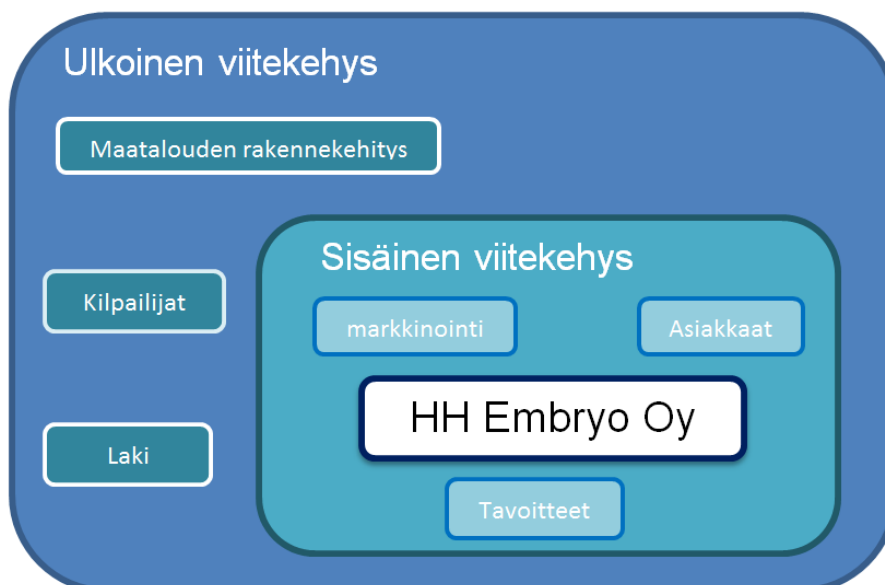 Ulkoinen viitekehys
Maatalouden rakennekehitys
Kilpailijat
Laki
Sisäinen viitekehys
markkinointi
Asiakkaat
HH Embryo Oy
Tavoitteet